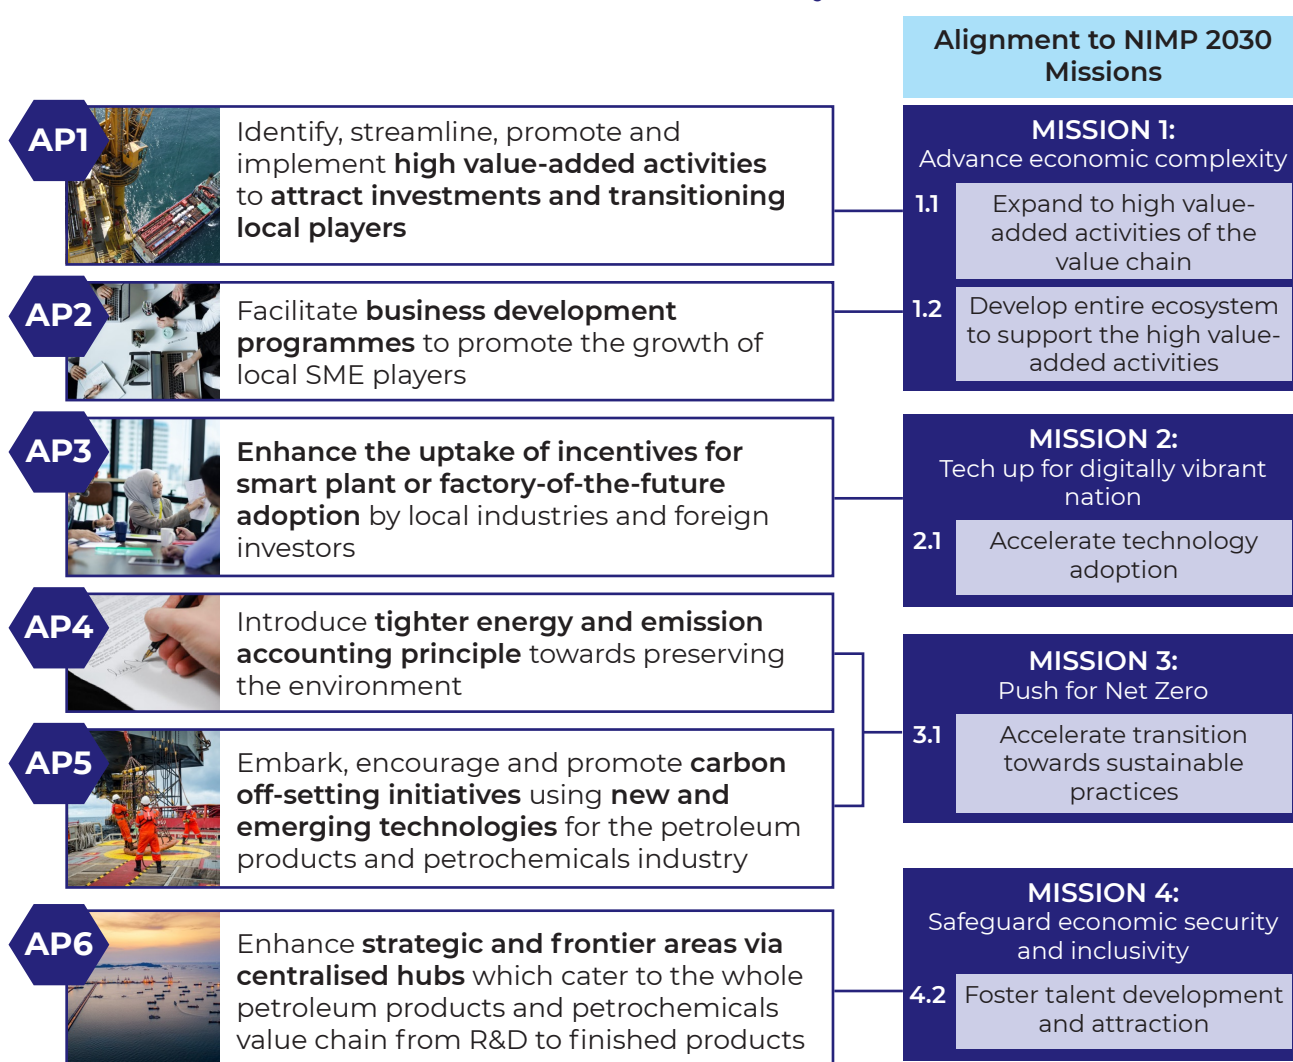 Alignment to NIMP 2030
Missions
AP1
Identify, streamline, promote and
implement high value-added activities
to attract investments and transitioning
local players
AP2
Facilitate business development
programmes to promote the growth of
local SME players
AP3
Enhance the uptake of incentives for
smart plant or factory-of-the-future
adoption by local industries and foreign
investors
AP4
Introduce tighter energy and emission
accounting principle towards preserving
the environment
AP5
Embark, encourage and promote carbon
off-setting initiatives using new and
emerging technologies for the petroleum
products and petrochemicals industry
AP6
Enhance strategic and frontier areas via
centralised hubs which cater to the whole
petroleum products and petrochemicals
value chain from R&D to finished products
MISSION 1:
Advance economic complexity
1.1
Expand to high value-
added activities of the
value chain
1.2
Develop entire ecosystem
to support the high value-
added activities
MISSION 2:
Tech up for digitally vibrant
nation
2.1
Accelerate technology
adoption
MISSION 3:
Push for Net Zero
3.1
Accelerate transition
towards sustainable
practices
MISSION 4:
Safeguard economic security
and inclusivity
4.2
Foster talent development
and attraction